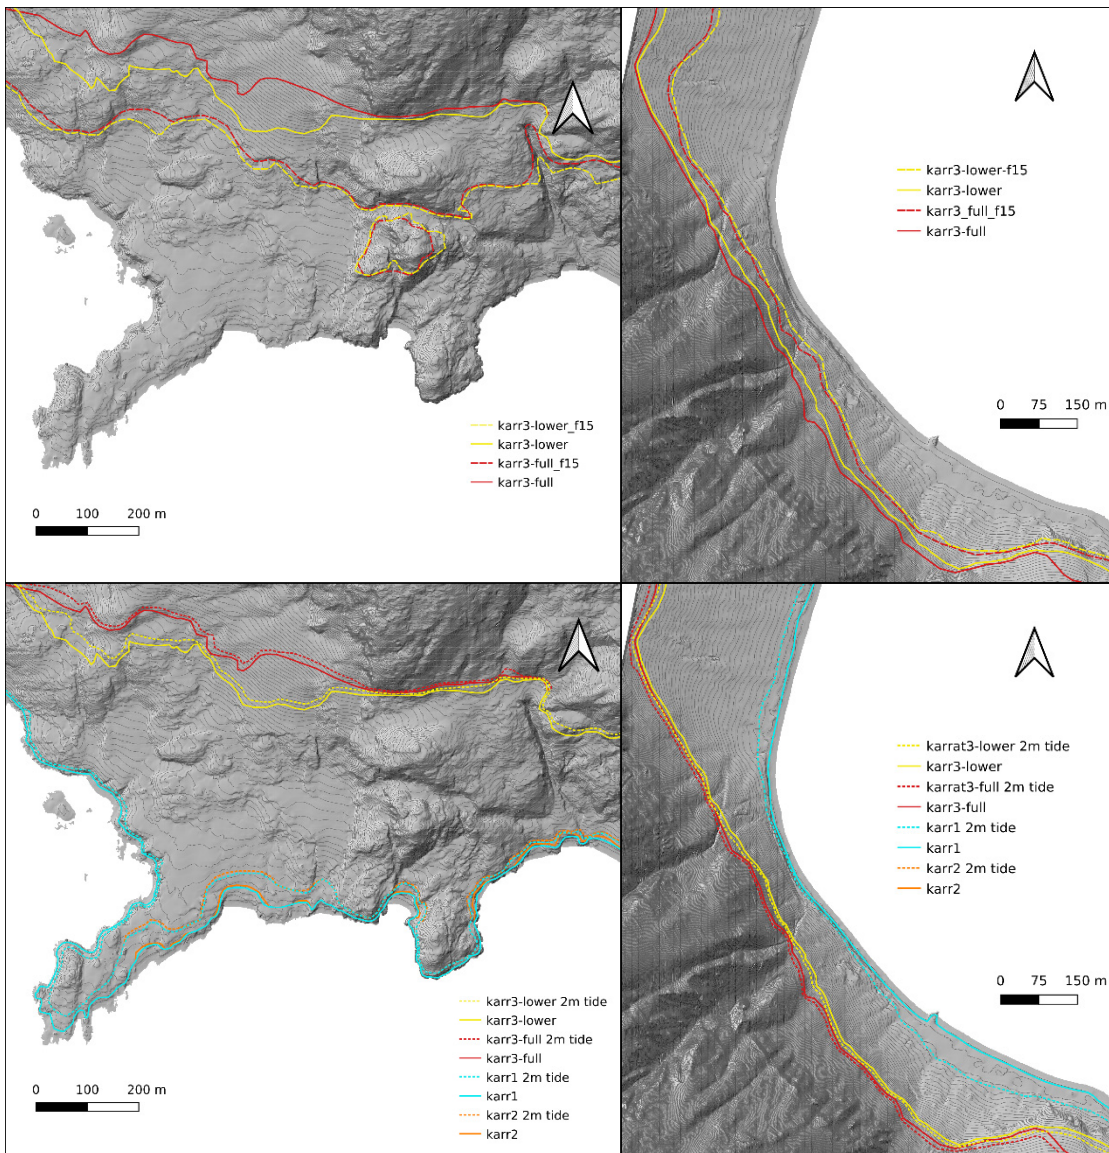 karr3-lower_f15
karr3-lower
karr3-full_f15
karr3-full
0 100 200 m
karr3-lower-f15
karr3-lower
karr3_full_f15
karr3-full
0 75 150 m
karr3-lower 2m tide
karr3-lower
karr3-full 2m tide
karr3-full
karr1 2m tide
karr1
karr2 2m tide
karr2
0 100 200 m
karrat3-lower 2m tide
karr3-lower
karrat3-full 2m tide
karr3-full
karr1 2m tide
karr1
karr2 2m tide
karr2
0 75 150 m